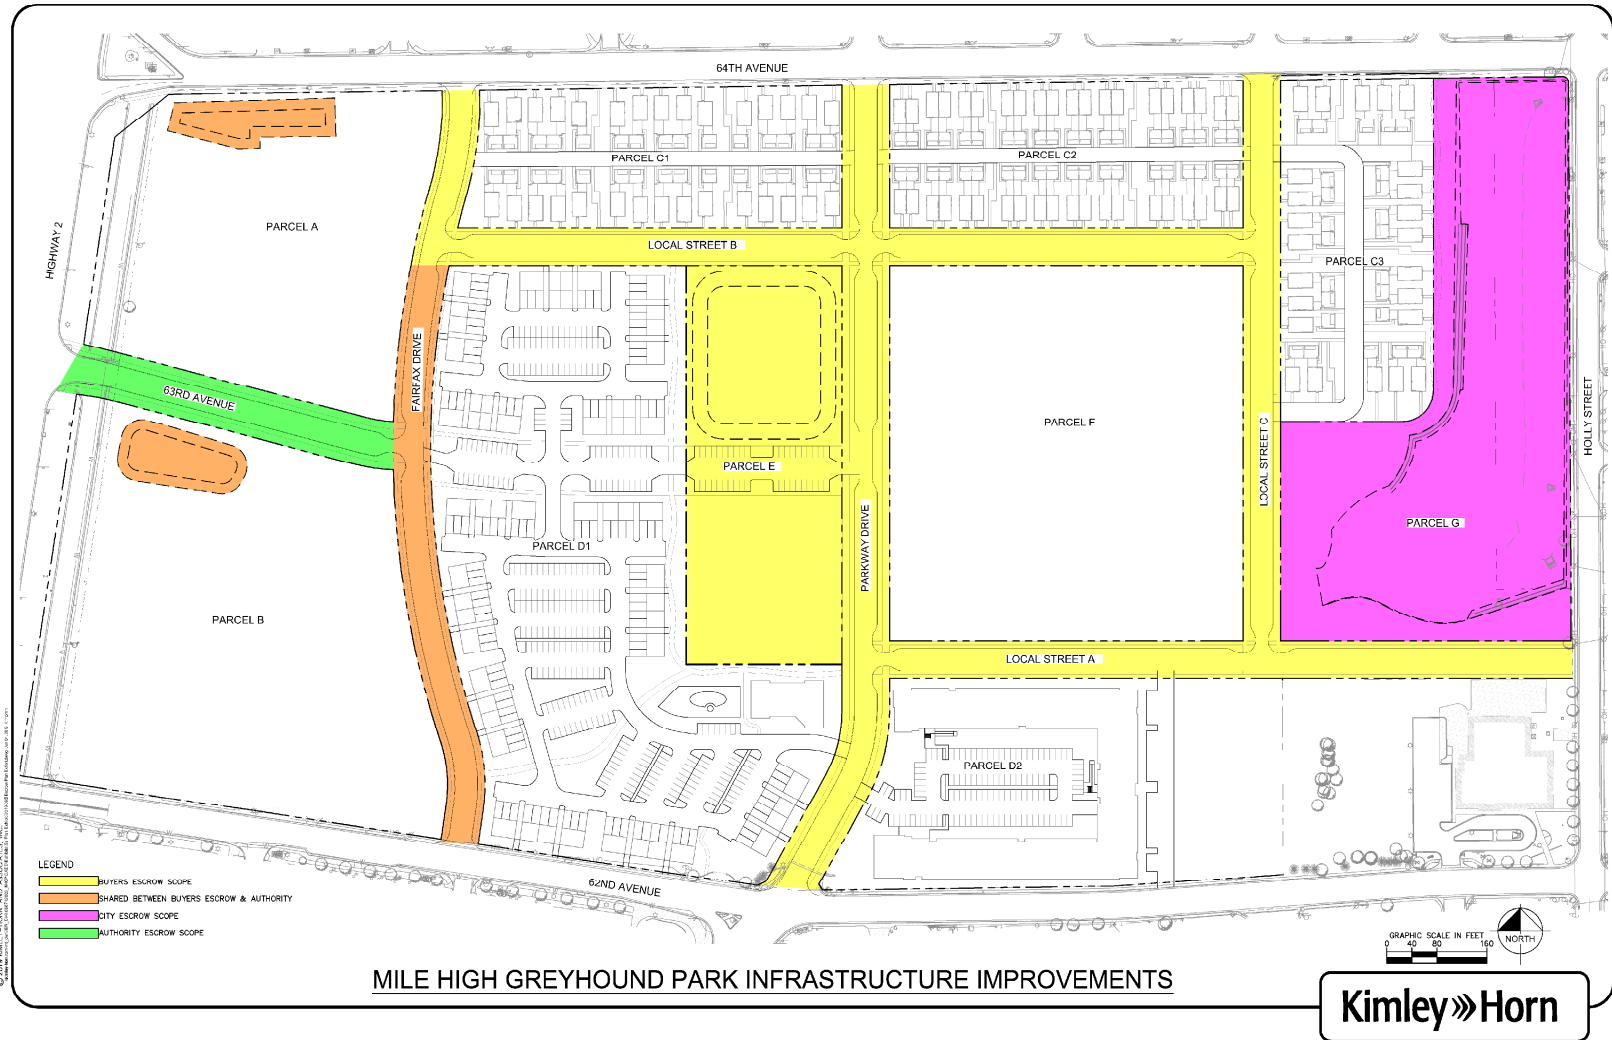 64TH AVENUE
PARCEL C1
PARCEL C2
HIGHWAY 2
PARCEL A
LOCAL STREET B
PARCEL C3
FAIRFAX DRIVE
63RD AVENUE
HOLLY STREET
PARCEL F
LOCAL STREET C
PARCEL E
PARKWAY DRIVE
PARCEL G
PARCEL D1
PARCEL B
LOCAL STREET A
PARCEL D2
62ND AVENUE
LEGEND
BUYERS ESCROW SCOPE
SHARED BETWEEN BUYERS ESCROW & AUTHORITY
CITY ESCROW SCOPE
AUTHORITY ESCROW SCOPE
GRAPHIC SCALE IN FEET
0 40 80 160
NORTH
MILE HIGH GREYHOUND PARK INFRASTRUCTURE IMPROVEMENTS
Kimley»Horn